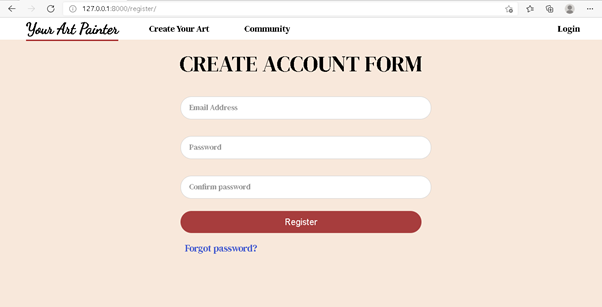 127.0.0.1:8000/register/
Your Art Painter Create Your Art Community Login
CREATE ACCOUNT FORM
Email Address
Password
Confirm password
Register
Forgot password?